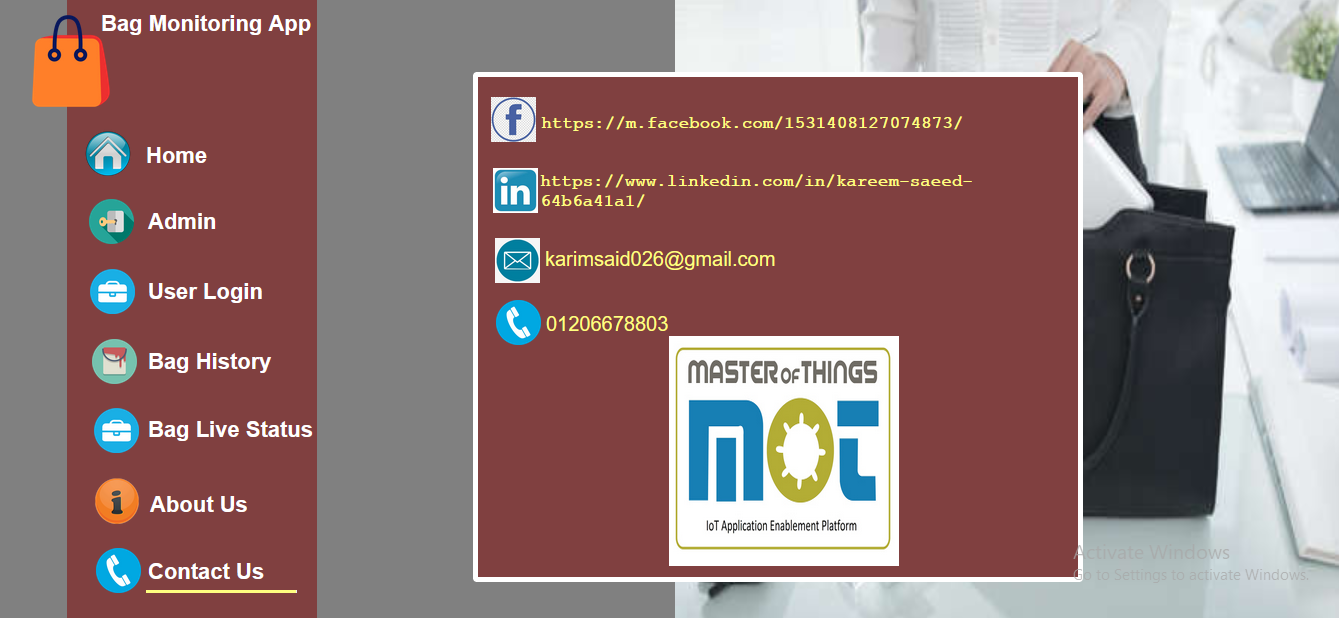 Bag Monitoring App
Home
Admin
User Login
Bag History
Bag Live Status
About Us
Contact Us
f
https://m.facebook.com/1531408127074873/
in
https://www.linkedin.com/in/kareem-saeed-
64b6a41a1/
karimsaid026@gmail.com
01206678803
MASTER OF THINGS
MOT
IoT Application Enablement Platform
Activate Windows
Go to Settings to activate Windows.